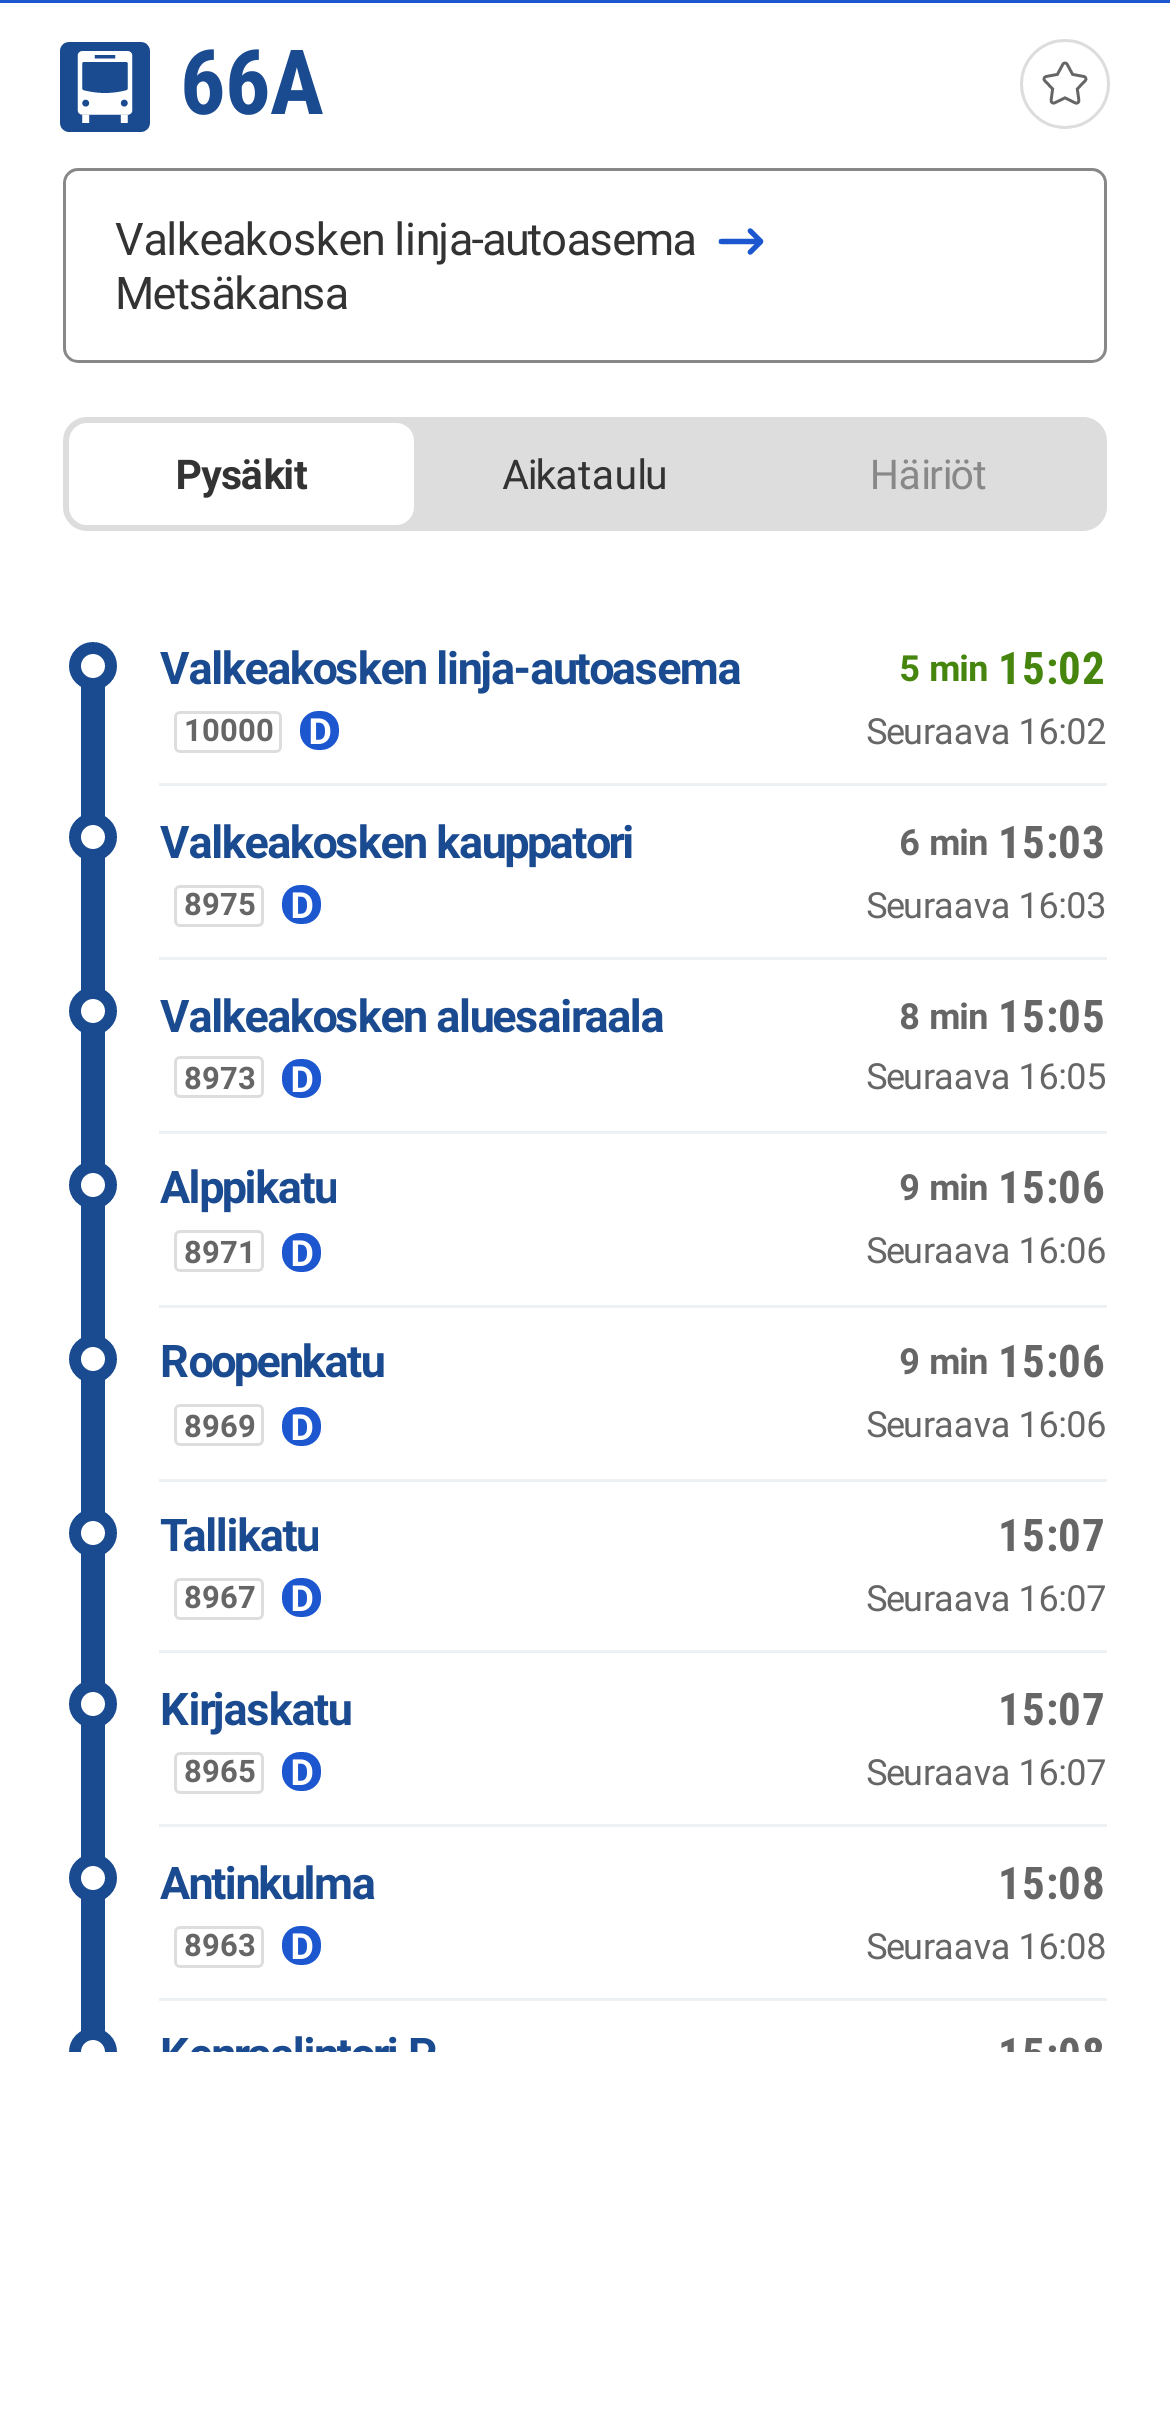 66A
Valkeakosken linja-autoasema →
Metsäkansa
Pysäkit Aikataulu Häiriöt
Valkeakosken linja-autoasema 5 min 15:02
10000 D Seuraava 16:02
Valkeakosken kauppatori 6 min 15:03
8975 D Seuraava 16:03
Valkeakosken aluesairaala 8 min 15:05
8973 D Seuraava 16:05
Alppikatu 9 min 15:06
8971 D Seuraava 16:06
Roopenkatu 9 min 15:06
8969 D Seuraava 16:06
Tallikatu 15:07
8967 D Seuraava 16:07
Kirjaskatu 15:07
8965 D Seuraava 16:07
Antinkulma 15:08
8963 D Seuraava 16:08
15:08